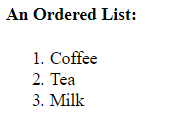 An Ordered List:
1. Coffee
2. Tea
3. Milk